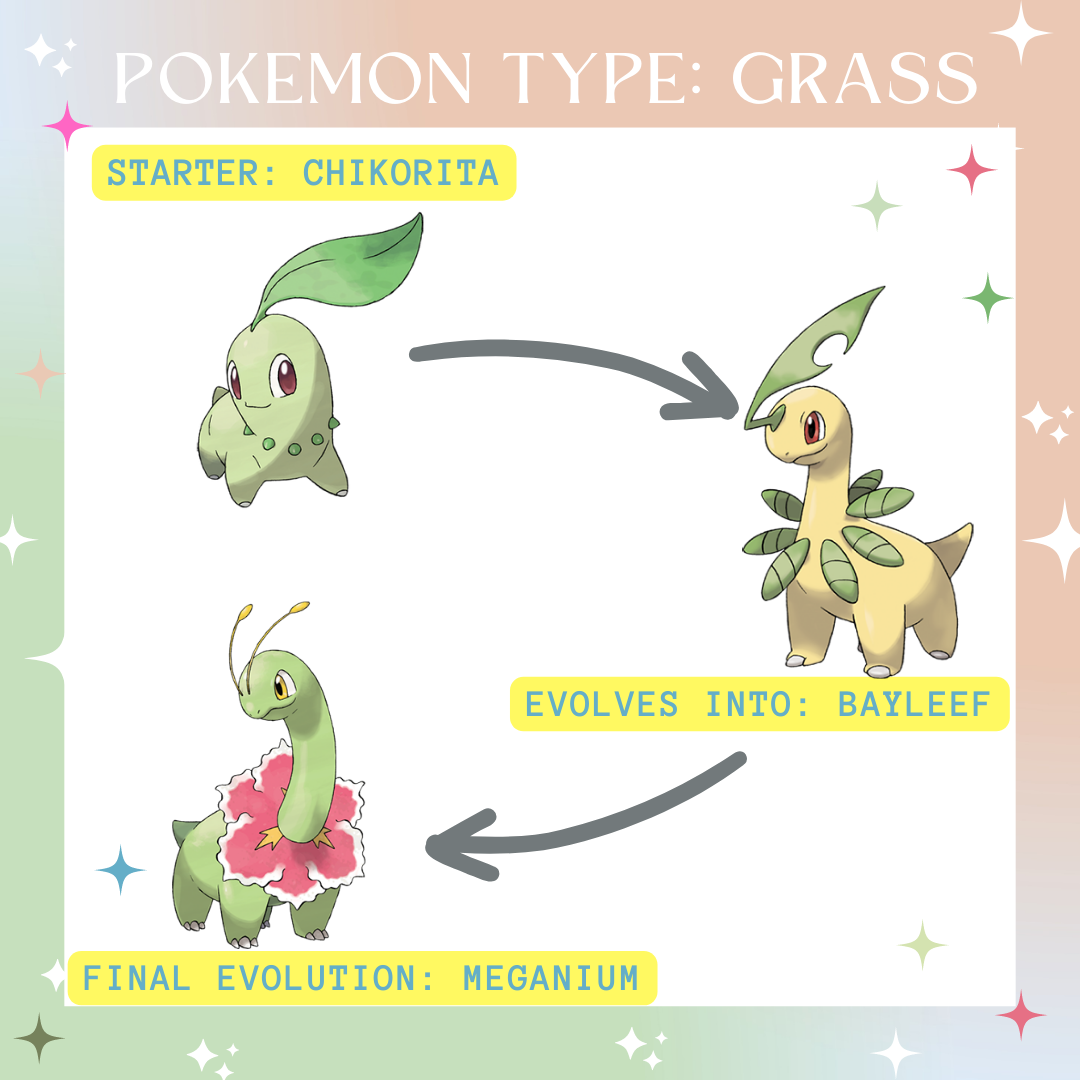 POKEMON TYPE: GRASS
STARTER: CHIKORITA
EVOLVES INTO: BAYLEEF
FINAL EVOLUTION: MEGANIUM